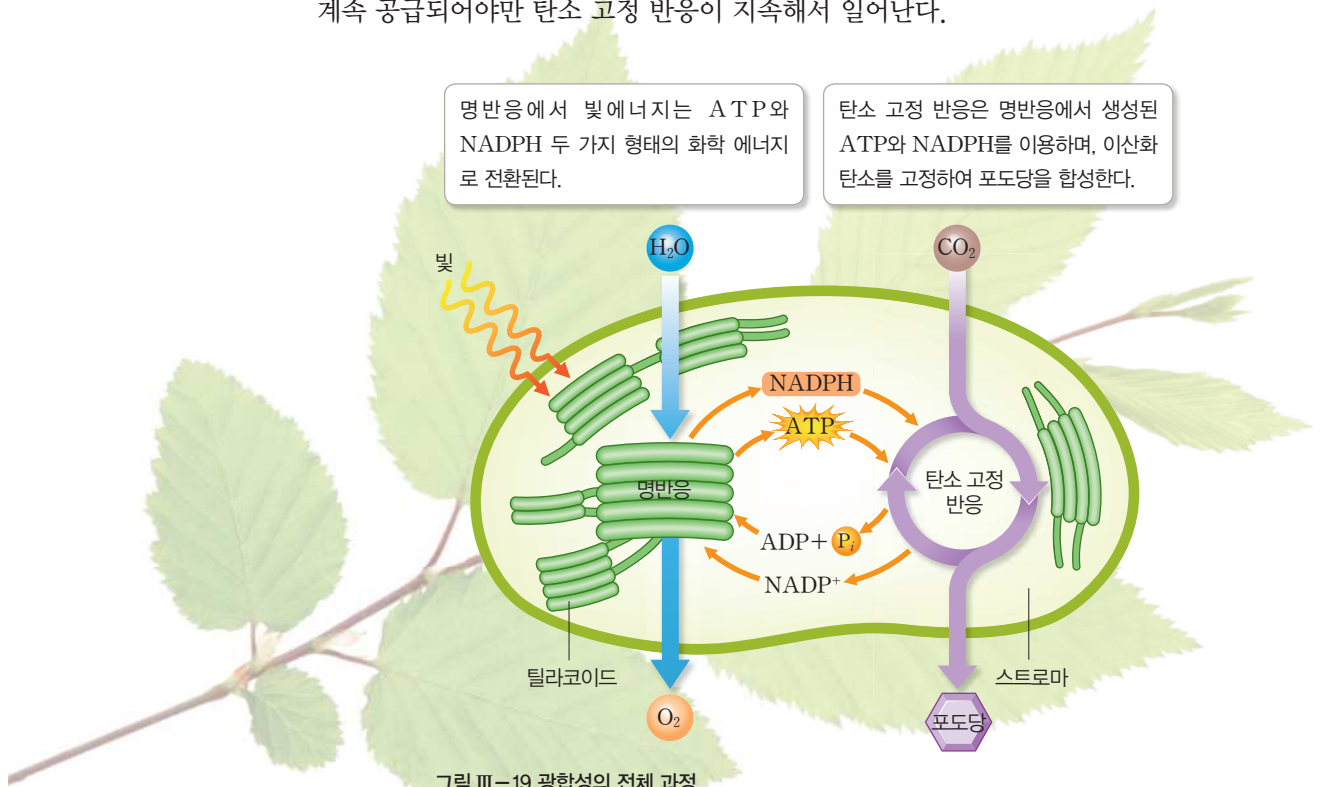 계속 공급되어야만 탄소 고정 반응이 지속해서 일어난다.
명반응에서 빛에너지는 ATP와
NADPH 두 가지 형태의 화학 에너지
로 전환된다.
탄소 고정 반응은 명반응에서 생성된
ATP와 NADPH를 이용하며, 이산화
탄소를 고정하여 포도당을 합성한다.
빛
H₂O
CO₂
NADPH
ATP
명반응
탄소 고정
반응
ADP+ Pᵢ
NADP⁺
틸라코이드
스트로마
O₂
포도당
그림 Ⅲ-19 광합성의 전체 과정